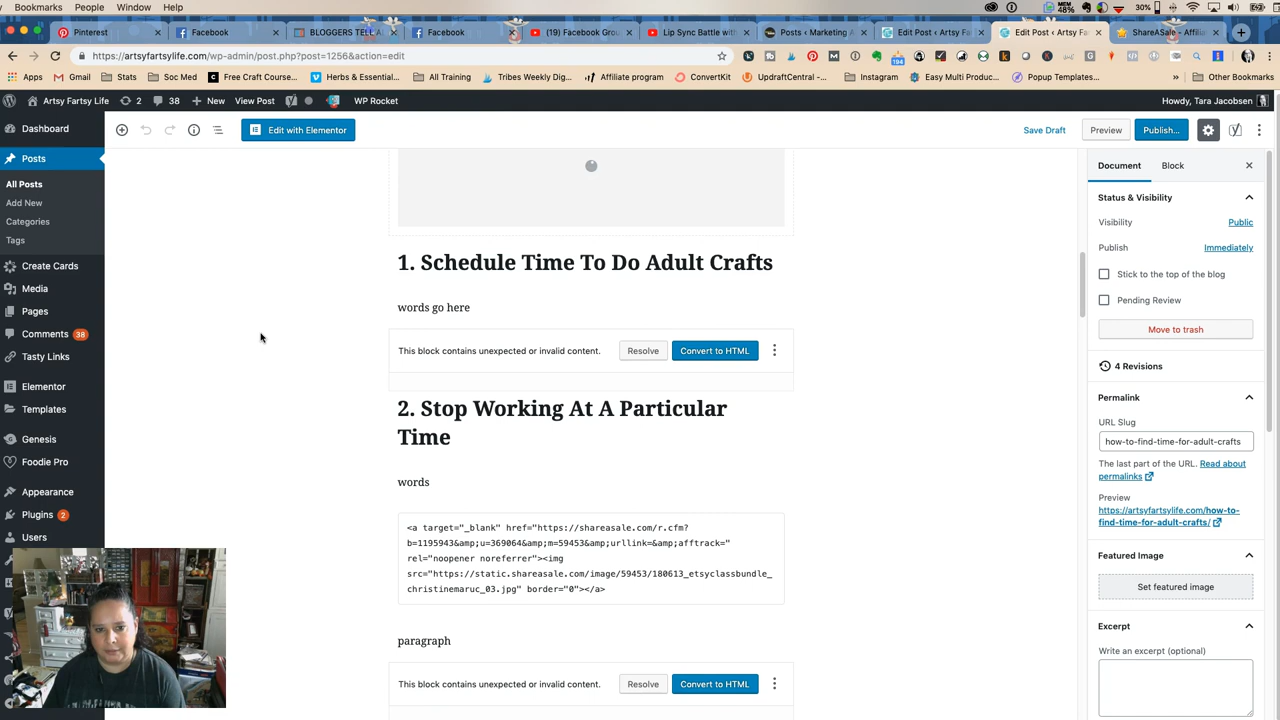 Bookmarks People Window Help
MEM
48%
30%
Pinterest
Facebook
BLOGGERS TELL A
Facebook
(19) Facebook Gro
Lip Sync Battle with
Posts ‹ Marketing A
Edit Post ‹ Artsy Fa
Edit Post ‹ Artsy Fa
ShareASale - Affilia
https://artsyfartsylife.com/wp-admin/post.php?post=1256&action=edit
194
Apps
Gmail
Stats
Soc Med
Free Craft Course...
Herbs & Essential...
All Training
Tribes Weekly Dig...
Affiliate program
ConvertKit
UpdraftCentral -...
Instagram
Easy Multi Produc...
Popup Templates...
Other Bookmarks
Artsy Fartsy Life
2
38
+ New
View Post
WP Rocket
Howdy, Tara Jacobsen
Dashboard
Posts
All Posts
Add New
Categories
Tags
Create Cards
Media
Pages
Comments 38
Tasty Links
Elementor
Templates
Genesis
Foodie Pro
Appearance
Plugins 2
Users
Edit with Elementor
Save Draft
Preview
Publish...
1. Schedule Time To Do Adult Crafts
words go here
This block contains unexpected or invalid content.
Resolve
Convert to HTML
2. Stop Working At A Particular
Time
words
<a target="_blank" href="https://shareasale.com/r.cfm?
b=1195943&amp;u=369064&amp;m=59453&amp;urllink=&amp;afftrack="
rel="noopener noreferrer"><img
src="https://static.shareasale.com/image/59453/180613_etsyclassbundle_
christinemaruc_03.jpg" border="0"></a>
paragraph
This block contains unexpected or invalid content.
Resolve
Convert to HTML
Document
Block
Status & Visibility
Visibility
Public
Publish
Immediately
Stick to the top of the blog
Pending Review
Move to trash
4 Revisions
Permalink
URL Slug
how-to-find-time-for-adult-crafts
The last part of the URL. Read about
permalinks
Preview
https://artsyfartsylife.com/how-to-
find-time-for-adult-crafts/
Featured Image
Set featured image
Excerpt
Write an excerpt (optional)